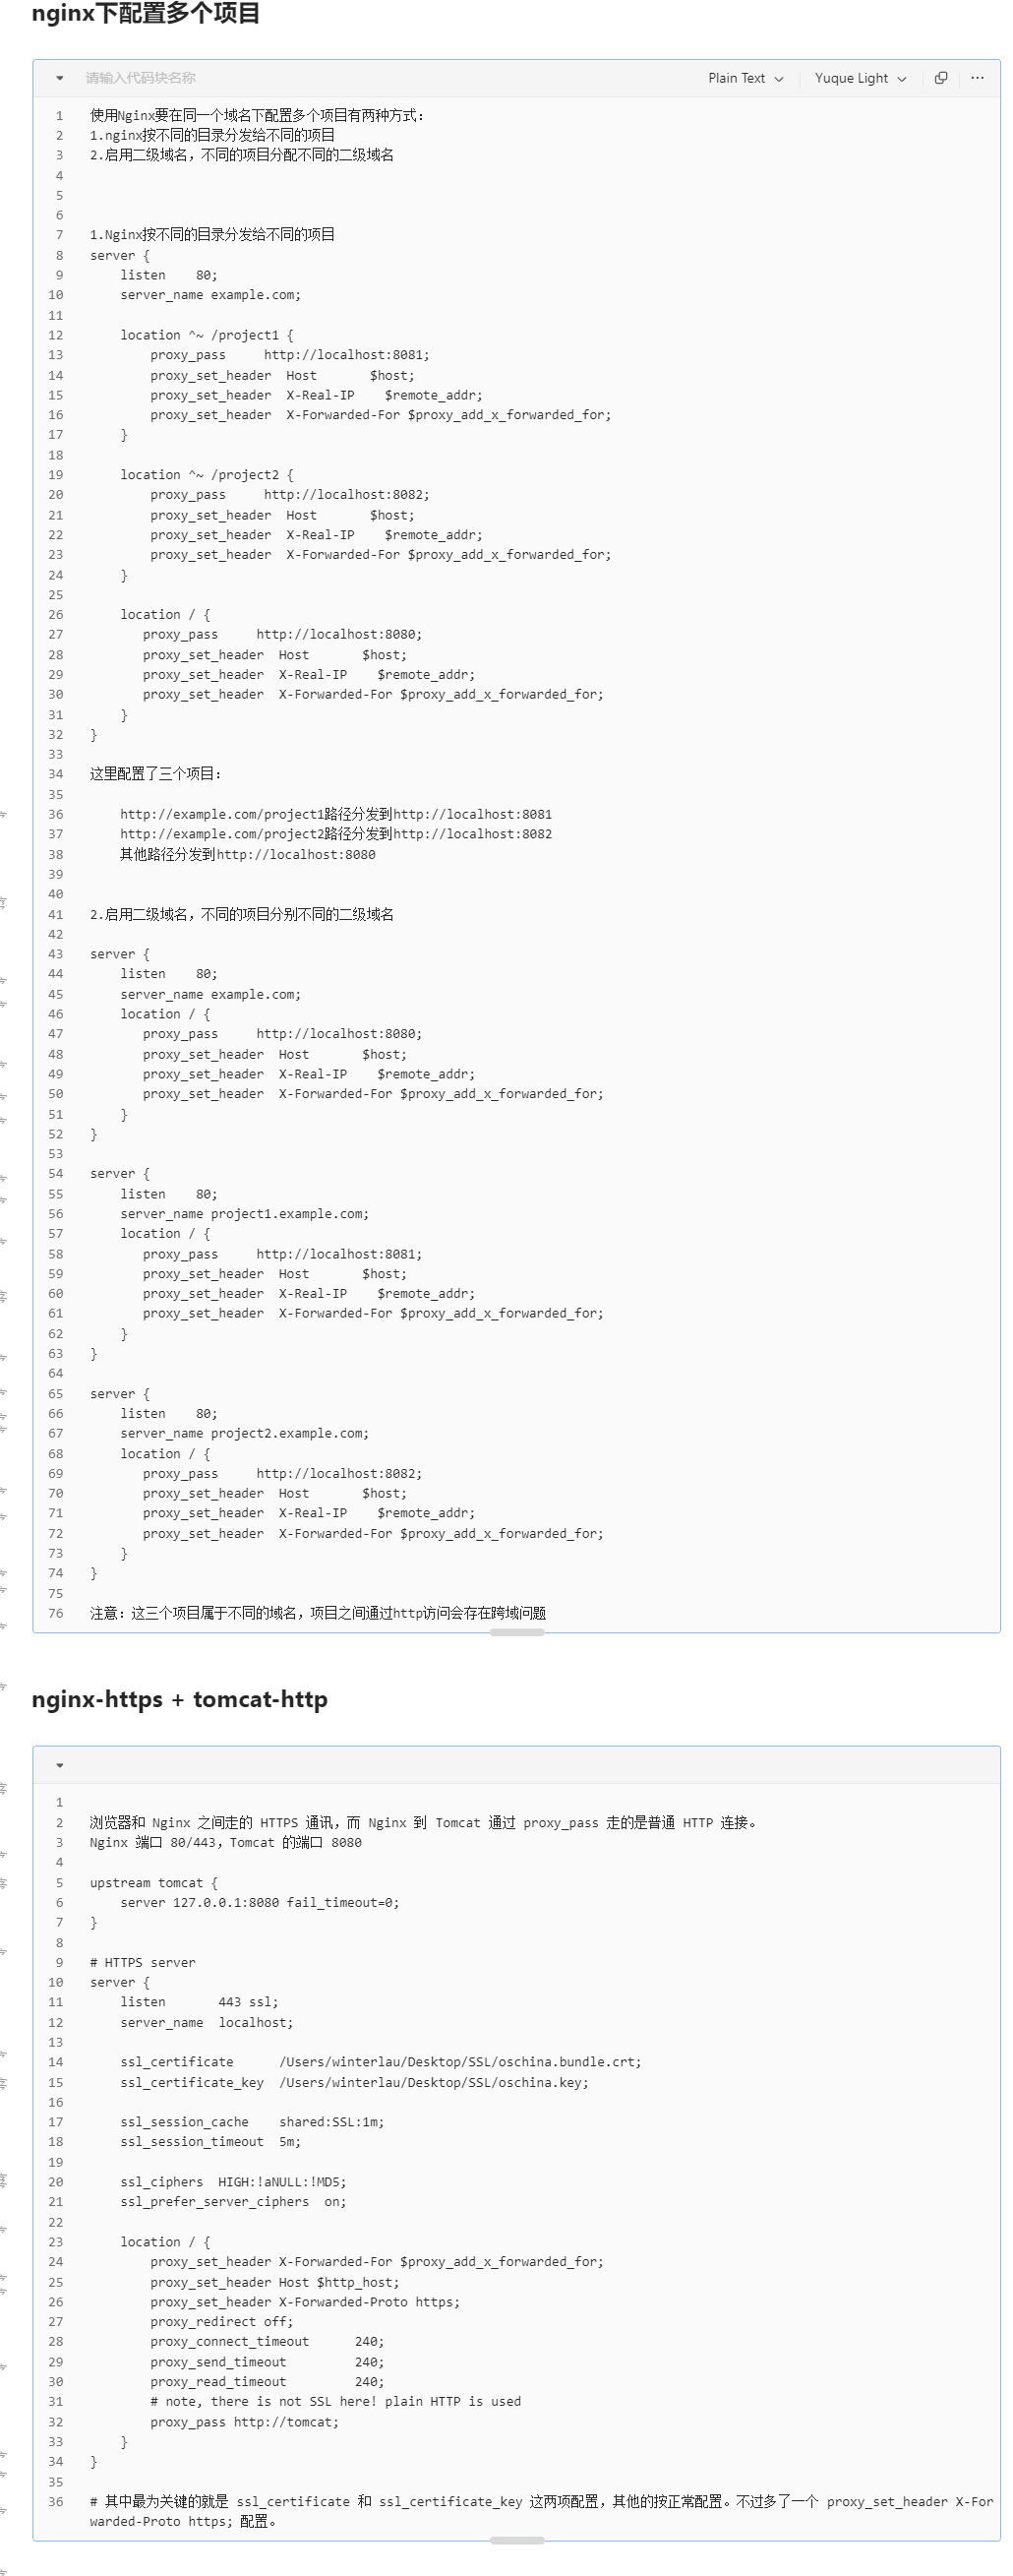 nginx下配置多个项目
请输入代码块名称 Plain Text Yuque Light
1 使用Nginx要在同一个域名下配置多个项目有两种方式：
2 1.nginx按不同的目录分发给不同的项目
3 2.启用二级域名，不同的项目分配不同的二级域名
4
5
6
7 1.Nginx按不同的目录分发给不同的项目
8 server {
9     listen    80;
10     server_name example.com;
11
12     location ^~ /project1 {
13         proxy_pass     http://localhost:8081;
14         proxy_set_header  Host       $host;
15         proxy_set_header  X-Real-IP    $remote_addr;
16         proxy_set_header  X-Forwarded-For $proxy_add_x_forwarded_for;
17     }
18
19     location ^~ /project2 {
20         proxy_pass     http://localhost:8082;
21         proxy_set_header  Host       $host;
22         proxy_set_header  X-Real-IP    $remote_addr;
23         proxy_set_header  X-Forwarded-For $proxy_add_x_forwarded_for;
24     }
25
26     location / {
27        proxy_pass     http://localhost:8080;
28        proxy_set_header  Host       $host;
29        proxy_set_header  X-Real-IP    $remote_addr;
30        proxy_set_header  X-Forwarded-For $proxy_add_x_forwarded_for;
31     }
32 }
33
34 这里配置了三个项目：
35
36     http://example.com/project1路径分发到http://localhost:8081
37     http://example.com/project2路径分发到http://localhost:8082
38     其他路径分发到http://localhost:8080
39
40
41 2.启用二级域名，不同的项目分别不同的二级域名
42
43 server {
44     listen    80;
45     server_name example.com;
46     location / {
47        proxy_pass     http://localhost:8080;
48        proxy_set_header  Host       $host;
49        proxy_set_header  X-Real-IP    $remote_addr;
50        proxy_set_header  X-Forwarded-For $proxy_add_x_forwarded_for;
51     }
52 }
53
54 server {
55     listen    80;
56     server_name project1.example.com;
57     location / {
58        proxy_pass     http://localhost:8081;
59        proxy_set_header  Host       $host;
60        proxy_set_header  X-Real-IP    $remote_addr;
61        proxy_set_header  X-Forwarded-For $proxy_add_x_forwarded_for;
62     }
63 }
64
65 server {
66     listen    80;
67     server_name project2.example.com;
68     location / {
69        proxy_pass     http://localhost:8082;
70        proxy_set_header  Host       $host;
71        proxy_set_header  X-Real-IP    $remote_addr;
72        proxy_set_header  X-Forwarded-For $proxy_add_x_forwarded_for;
73     }
74 }
75
76 注意：这三个项目属于不同的域名，项目之间通过http访问会存在跨域问题
nginx-https + tomcat-http
1
2 浏览器和 Nginx 之间走的 HTTPS 通讯，而 Nginx 到 Tomcat 通过 proxy_pass 走的是普通 HTTP 连接。
3 Nginx 端口 80/443，Tomcat 的端口 8080
4
5 upstream tomcat {
6     server 127.0.0.1:8080 fail_timeout=0;
7 }
8
9 # HTTPS server
10 server {
11     listen       443 ssl;
12     server_name  localhost;
13
14     ssl_certificate      /Users/winterlau/Desktop/SSL/oschina.bundle.crt;
15     ssl_certificate_key  /Users/winterlau/Desktop/SSL/oschina.key;
16
17     ssl_session_cache    shared:SSL:1m;
18     ssl_session_timeout  5m;
19
20     ssl_ciphers  HIGH:!aNULL:!MD5;
21     ssl_prefer_server_ciphers  on;
22
23     location / {
24         proxy_set_header X-Forwarded-For $proxy_add_x_forwarded_for;
25         proxy_set_header Host $http_host;
26         proxy_set_header X-Forwarded-Proto https;
27         proxy_redirect off;
28         proxy_connect_timeout      240;
29         proxy_send_timeout         240;
30         proxy_read_timeout         240;
31         # note, there is not SSL here! plain HTTP is used
32         proxy_pass http://tomcat;
33     }
34 }
35
36 # 其中最为关键的就是 ssl_certificate 和 ssl_certificate_key 这两项配置，其他的按正常配置。不过多了一个 proxy_set_header X-For
warded-Proto https; 配置。